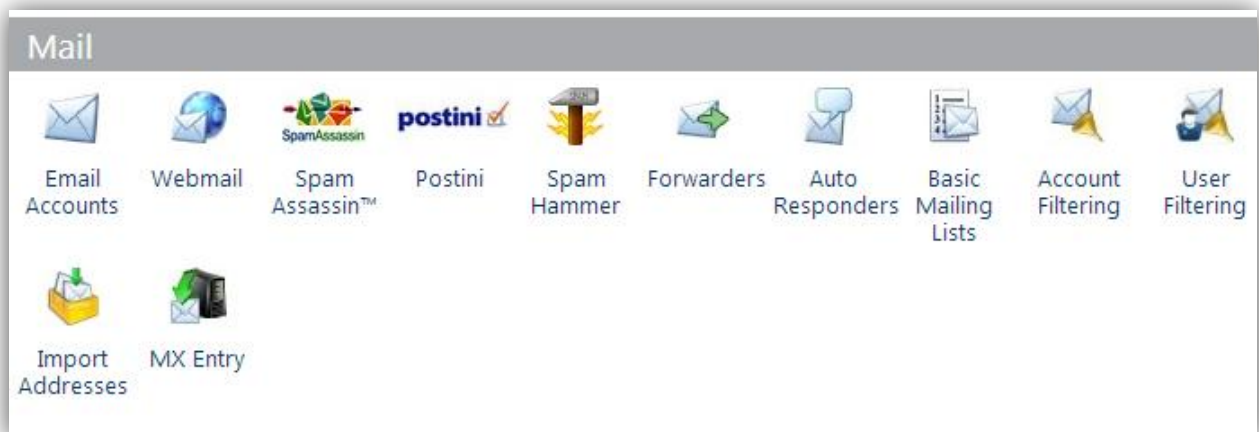 Mail
SpamAssassin
postini
Email Accounts
Webmail
Spam Assassin™
Postini
Spam Hammer
Forwarders
Auto Responders
Basic Mailing Lists
Account Filtering
User Filtering
Import Addresses
MX Entry